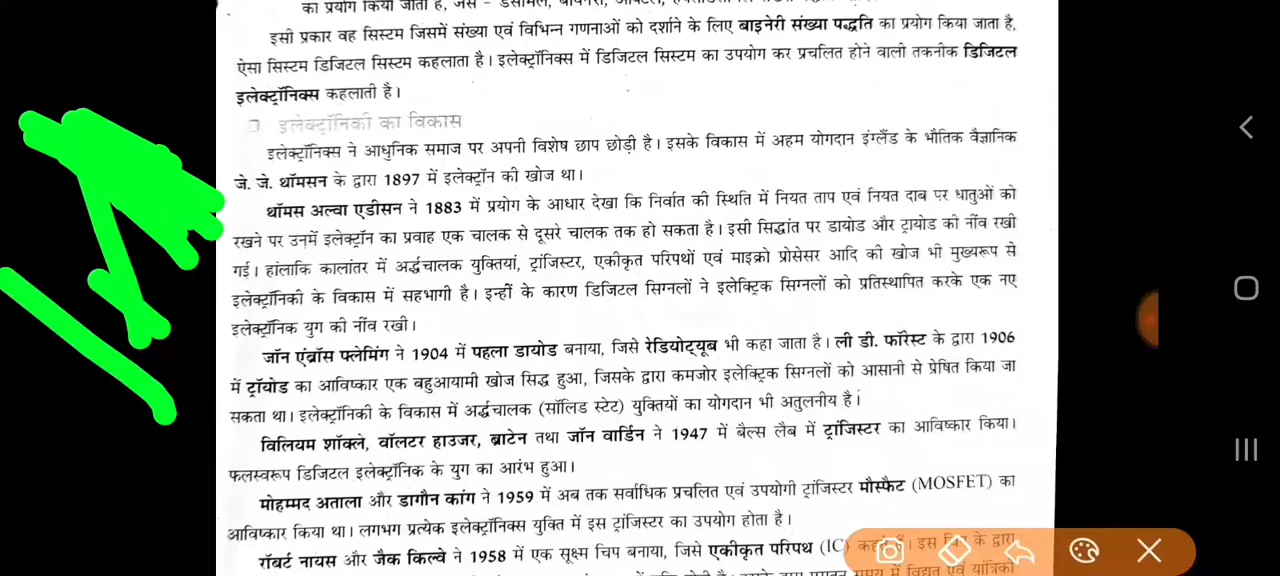 का प्रयोग किया जाता है, जैसे -
इसी प्रकार वह सिस्टम जिसमें संख्या एवं विभिन्न गणनाओं को दर्शाने के लिए बाइनेरी संख्या पद्धति का प्रयोग किया जाता है,
ऐसा सिस्टम डिजिटल सिस्टम कहलाता है। इलेक्ट्रॉनिक्स में डिजिटल सिस्टम का उपयोग कर प्रचलित होने वाली तकनीक डिजिटल
इलेक्ट्रॉनिक्स कहलाती है।
इलेक्ट्रॉनिकी का विकास
इलेक्ट्रॉनिक्स ने आधुनिक समाज पर अपनी विशेष छाप छोड़ी है। इसके विकास में अहम योगदान इंग्लैंड के भौतिक वैज्ञानिक
जे. जे. थॉमसन के द्वारा 1897 में इलेक्ट्रॉन की खोज था।
थॉमस अल्वा एडीसन ने 1883 में प्रयोग के आधार देखा कि निर्वात की स्थिति में नियत ताप एवं नियत दाब पर धातुओं को
रखने पर उनमें इलेक्ट्रॉन का प्रवाह एक चालक से दूसरे चालक तक हो सकता है। इसी सिद्धांत पर डायोड और ट्रायोड की नींव रखी
गई। हांलाकि कालांतर में अर्द्धचालक युक्तियां, ट्रांजिस्टर, एकीकृत परिपथों एवं माइक्रो प्रोसेसर आदि की खोज भी मुख्यरूप से
इलेक्ट्रॉनिकी के विकास में सहभागी है। इन्हीं के कारण डिजिटल सिग्नलों ने इलेक्ट्रिक सिग्नलों को प्रतिस्थापित करके एक नए
इलेक्ट्रॉनिक युग की नींव रखी।
जॉन एंब्रॉस फ्लेमिंग ने 1904 में पहला डायोड बनाया, जिसे रेडियोट्यूब भी कहा जाता है। ली डी. फॉरेस्ट के द्वारा 1906
में ट्रॉयोड का आविष्कार एक बहुआयामी खोज सिद्ध हुआ, जिसके द्वारा कमजोर इलेक्ट्रिक सिग्नलों को आसानी से प्रेषित किया जा
सकता था। इलेक्ट्रॉनिकी के विकास में अर्द्धचालक (सॉलिड स्टेट) युक्तियों का योगदान भी अतुलनीय है।
विलियम शॉक्ले, वॉलटर हाउजर, ब्राटेन तथा जॉन वार्डिन ने 1947 में बैल्स लैब में ट्रांजिस्टर का आविष्कार किया।
फलस्वरूप डिजिटल इलेक्ट्रॉनिक के युग का आरंभ हुआ।
मोहम्मद अताला और डागौन कांग ने 1959 में अब तक सर्वाधिक प्रचलित एवं उपयोगी ट्रांजिस्टर मौस्फैट (MOSFET) का
आविष्कार किया था। लगभग प्रत्येक इलेक्ट्रॉनिक्स युक्ति में इस ट्रांजिस्टर का उपयोग होता है।
रॉबर्ट नायस और जैक किल्वे ने 1958 में एक सूक्ष्म चिप बनाया, जिसे एकीकृत परिपथ (IC) इस के द्वारा
में विद्युत एवं यांत्रिकी